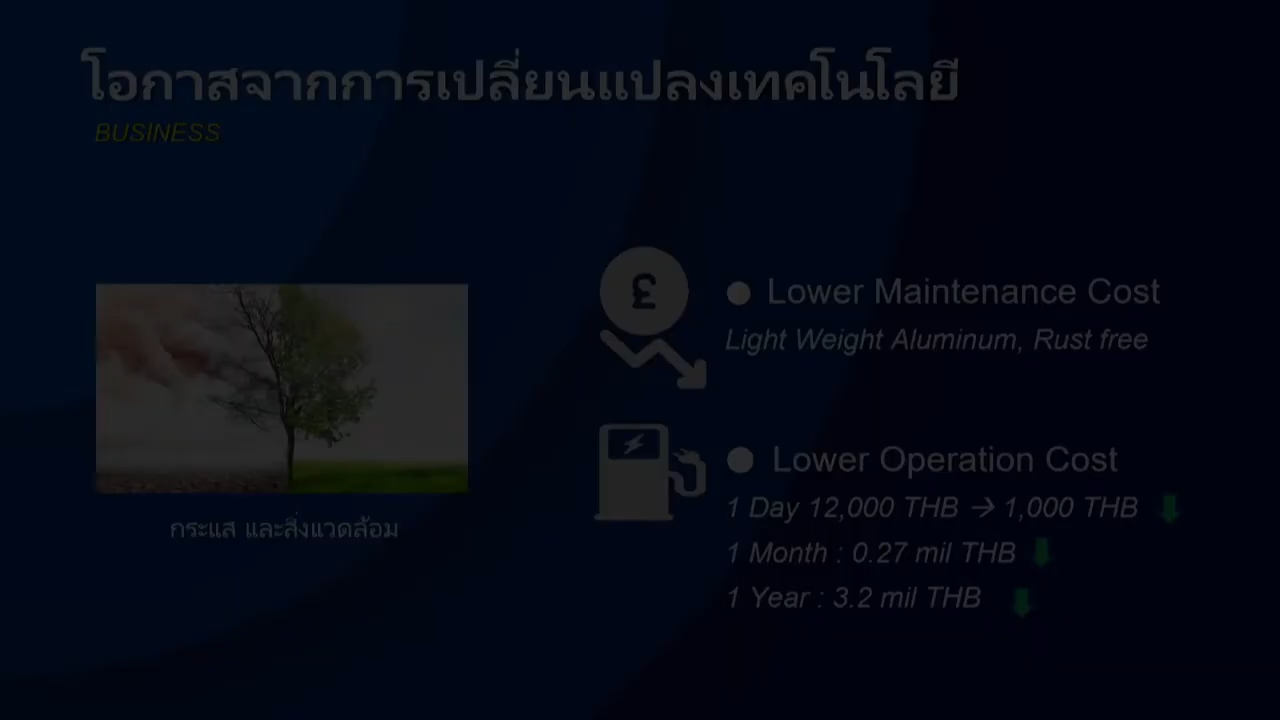 โอกาสจากการเปลี่ยนแปลงเทคโนโลยี
BUSINESS
£
● Lower Maintenance Cost
Light Weight Aluminum, Rust free
● Lower Operation Cost
1 Day 12,000 THB → 1,000 THB
1 Month : 0.27 mil THB
1 Year : 3.2 mil THB
กระแส และสิ่งแวดล้อม